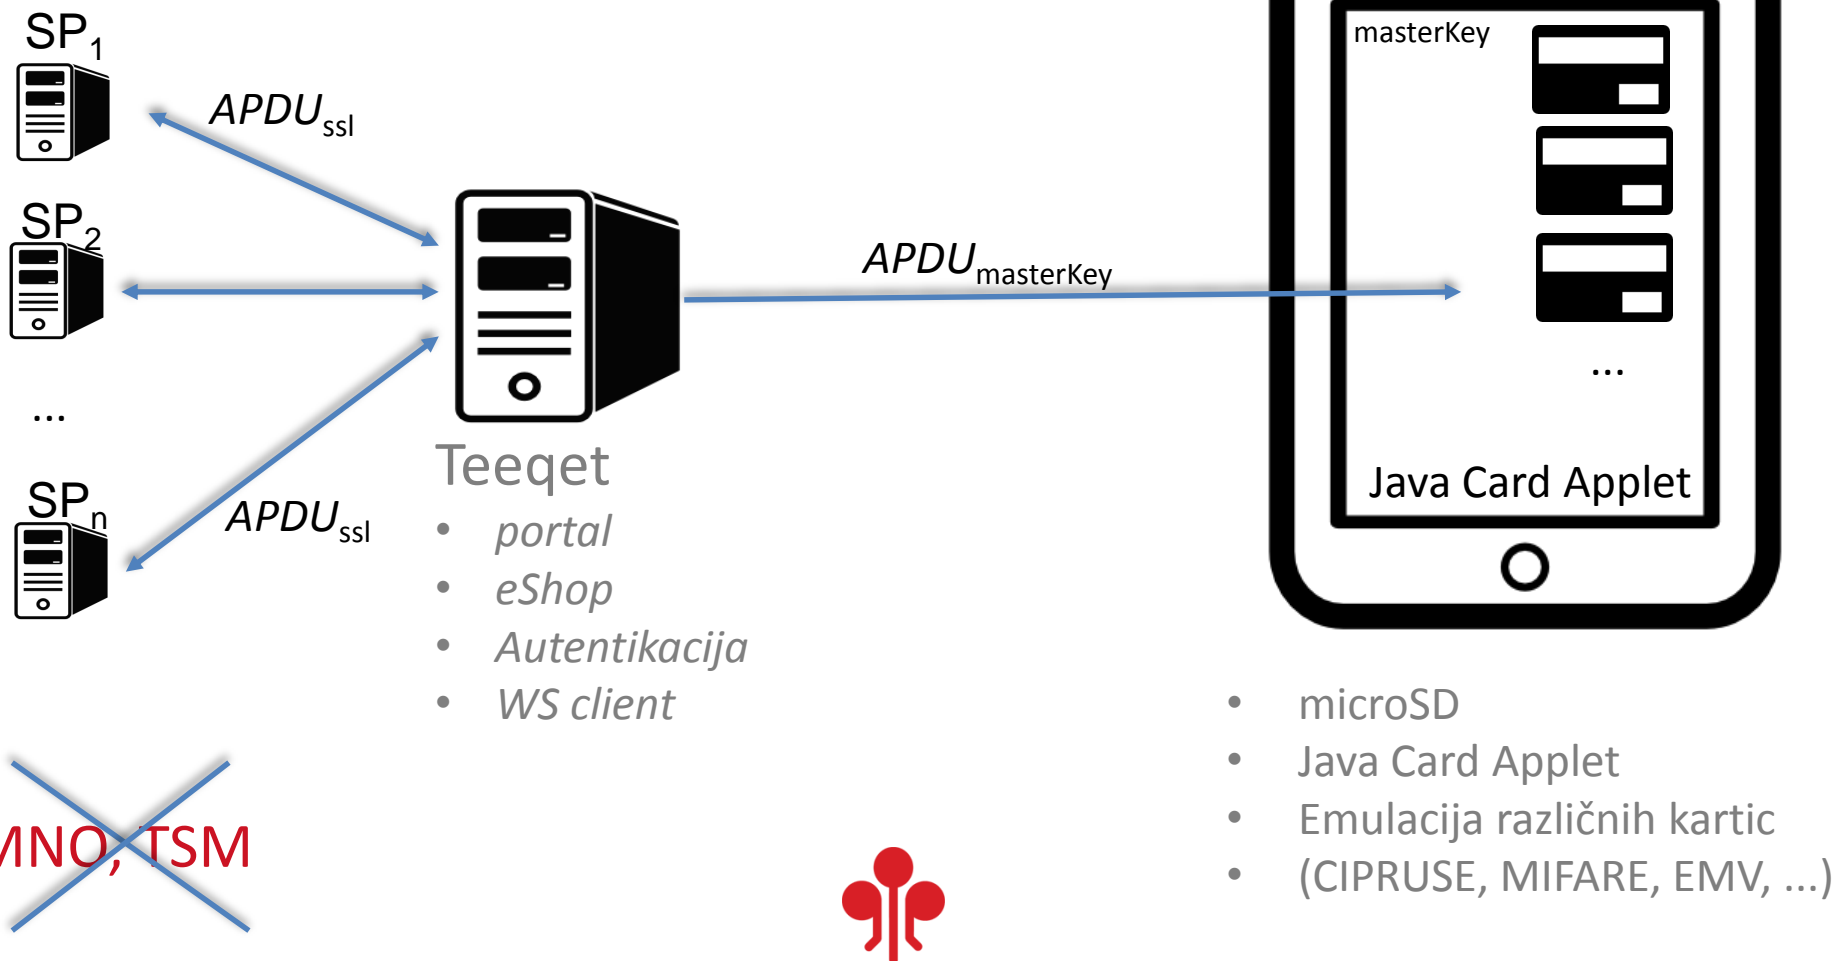 SP1
APDUssl
SP2
...
SPn
APDUssl
Teeqet
• portal
• eShop
• Autentikacija
• WS client
APDUmasterKey
masterKey
...
Java Card Applet
• microSD
• Java Card Applet
• Emulacija različnih kartic
• (CIPRUSE, MIFARE, EMV, ...)
MNO, TSM